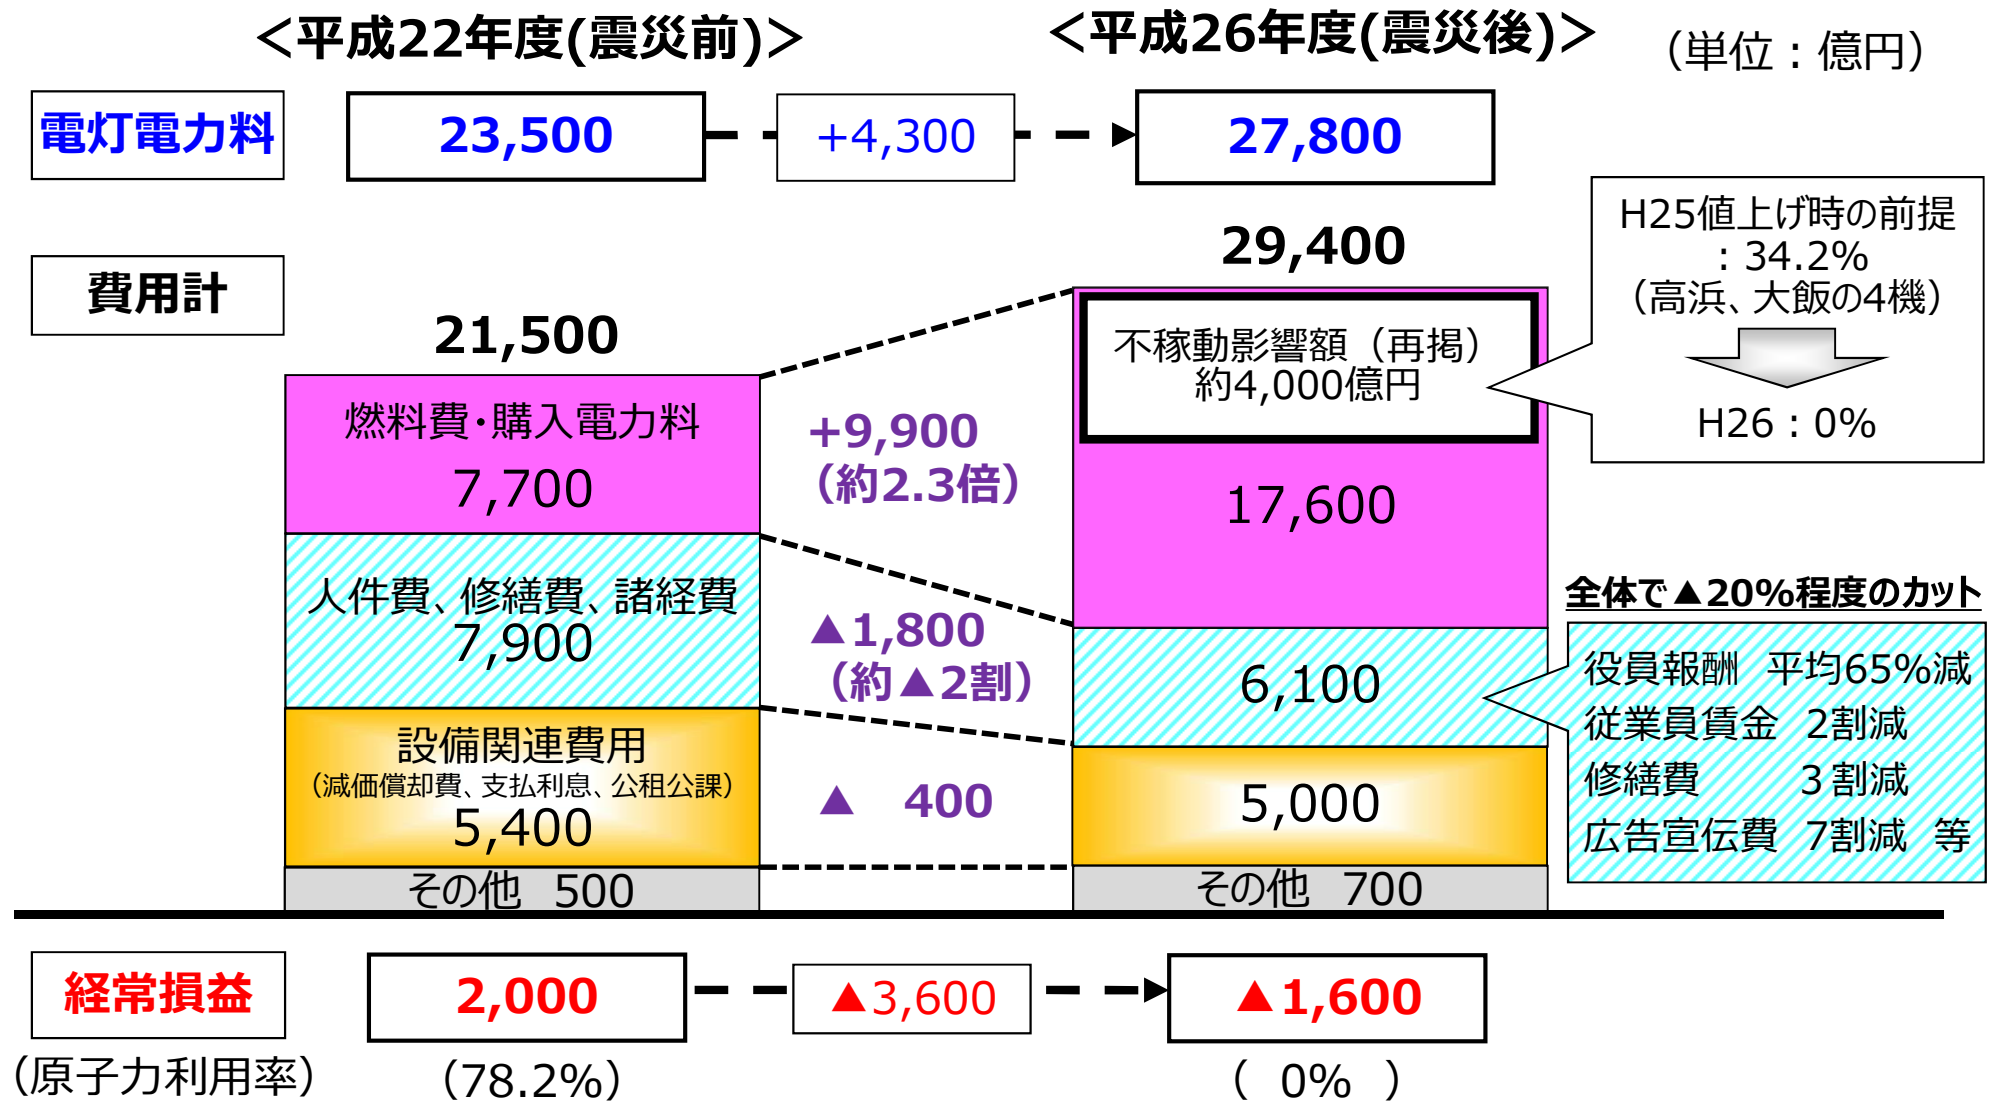 ＜平成22年度(震災前)＞
＜平成26年度(震災後)＞
（単位：億円）
電灯電力料
23,500
+4,300
27,800
費用計
21,500
29,400
燃料費・購入電力料
7,700
人件費、修繕費、諸経費
7,900
設備関連費用
（減価償却費、支払利息、公租公課）
5,400
その他　500
+9,900
（約2.3倍）
▲1,800
（約▲2割）
▲　400
不稼動影響額（再掲）
約4,000億円
17,600
6,100
5,000
その他　700
H25値上げ時の前提
：34.2%
（高浜、大飯の4機）
H26：0%
全体で▲20%程度のカット
役員報酬　平均65%減
従業員賃金　2割減
修繕費　　　３割減
広告宣伝費　7割減　等
経常損益
2,000
▲3,600
▲1,600
（原子力利用率）
（78.2%）
（　0%　）